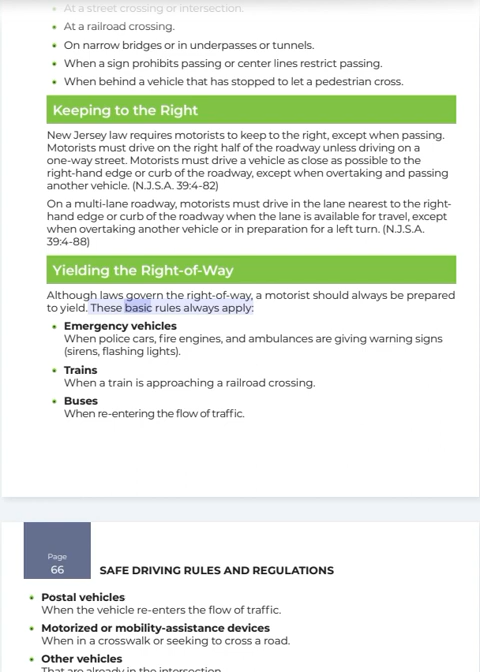 At a street crossing or intersection.
At a railroad crossing.
On narrow bridges or in underpasses or tunnels.
When a sign prohibits passing or center lines restrict passing.
When behind a vehicle that has stopped to let a pedestrian cross.
Keeping to the Right
New Jersey law requires motorists to keep to the right, except when passing.
Motorists must drive on the right half of the roadway unless driving on a
one-way street. Motorists must drive a vehicle as close as possible to the
right-hand edge or curb of the roadway, except when overtaking and passing
another vehicle. (N.J.S.A. 39:4-82)
On a multi-lane roadway, motorists must drive in the lane nearest to the right-
hand edge or curb of the roadway when the lane is available for travel, except
when overtaking another vehicle or in preparation for a left turn. (N.J.S.A.
39:4-88)
Yielding the Right-of-Way
Although laws govern the right-of-way, a motorist should always be prepared
to yield. These basic rules always apply:
Emergency vehicles
When police cars, fire engines, and ambulances are giving warning signs
(sirens, flashing lights).
Trains
When a train is approaching a railroad crossing.
Buses
When re-entering the flow of traffic.
Page
66
SAFE DRIVING RULES AND REGULATIONS
Postal vehicles
When the vehicle re-enters the flow of traffic.
Motorized or mobility-assistance devices
When in a crosswalk or seeking to cross a road.
Other vehicles
That are already in the intersection.